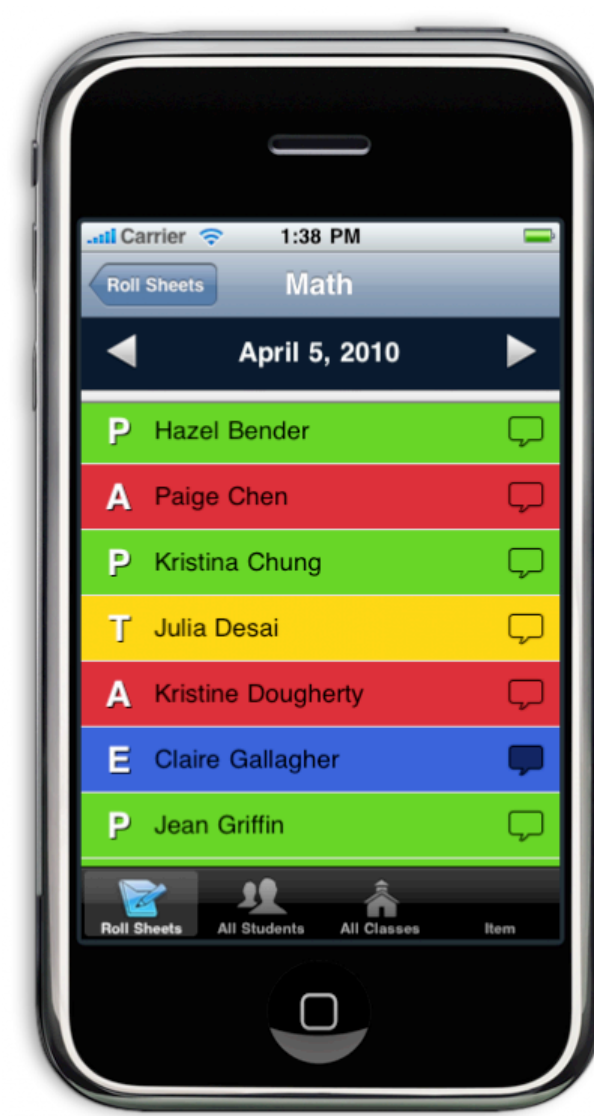 Carrier 1:38 PM
Roll Sheets Math
April 5, 2010
P Hazel Bender
A Paige Chen
P Kristina Chung
T Julia Desai
A Kristine Dougherty
E Claire Gallagher
P Jean Griffin
Roll Sheets All Students All Classes Item